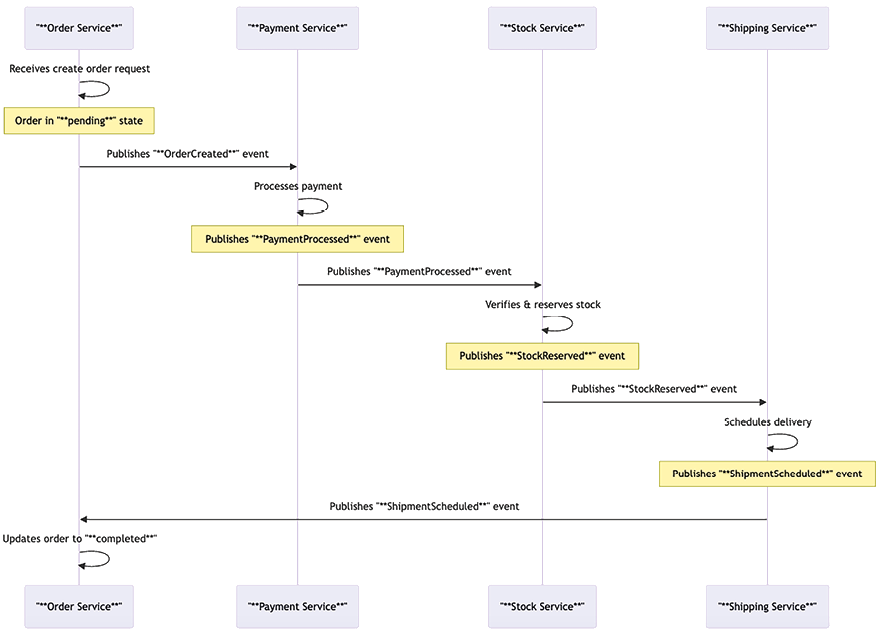 "**Order Service**"
"**Payment Service**"
"**Stock Service**"
"**Shipping Service**"
Receives create order request
Order in "**pending**" state
Publishes "**OrderCreated**" event
Processes payment
Publishes "**PaymentProcessed**" event
Publishes "**PaymentProcessed**" event
Verifies & reserves stock
Publishes "**StockReserved**" event
Publishes "**StockReserved**" event
Schedules delivery
Publishes "**ShipmentScheduled**" event
Publishes "**ShipmentScheduled**" event
Updates order to "**completed**"
"**Order Service**"
"**Payment Service**"
"**Stock Service**"
"**Shipping Service**"